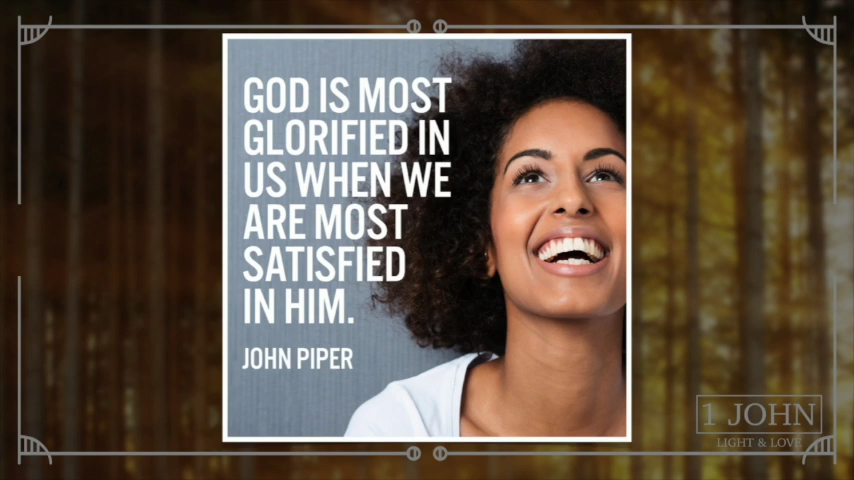 GOD IS MOST
GLORIFIED IN
US WHEN WE
ARE MOST
SATISFIED
IN HIM.
JOHN PIPER
1 JOHN
LIGHT & LOVE